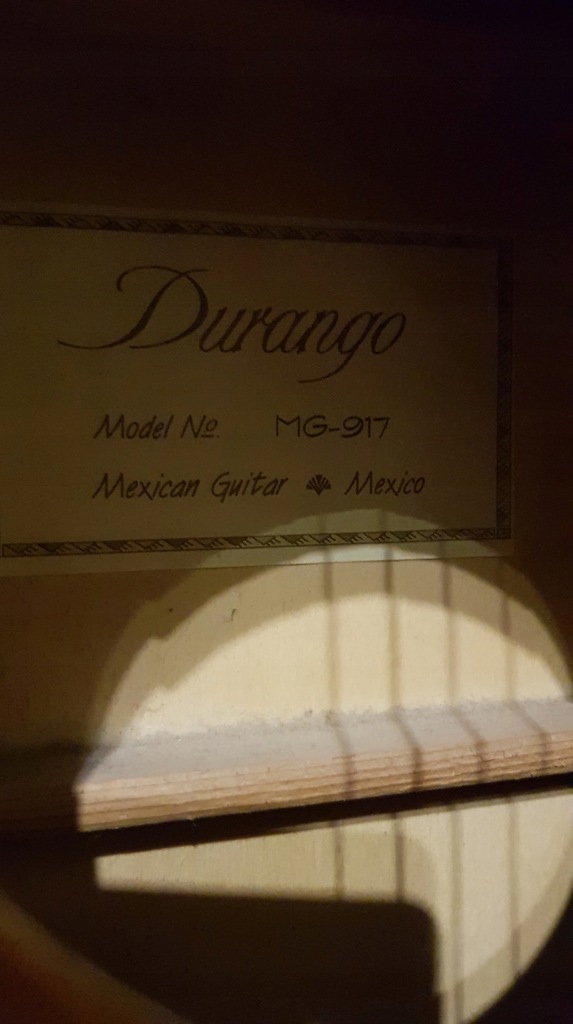 Durango
Model Nº. MG-917
Mexican Guitar Mexico